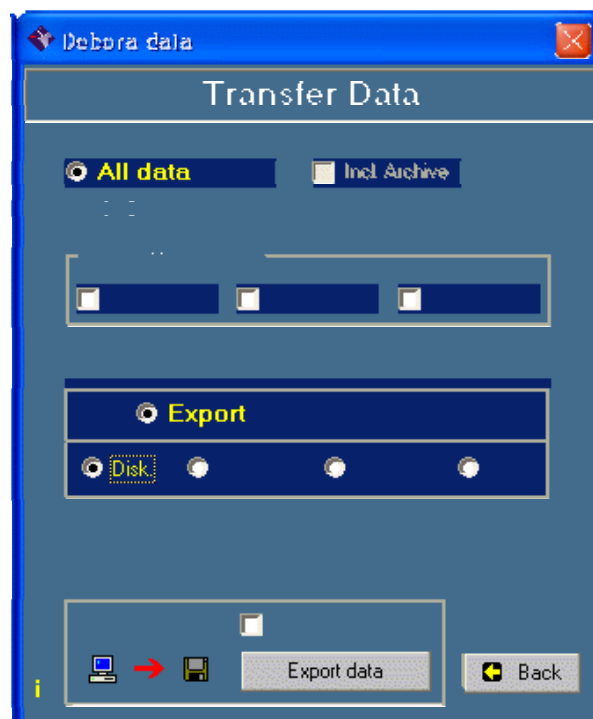 Debora data
Transfer Data
All data Incl. Archive
Export
Disk.
Export data Back
i